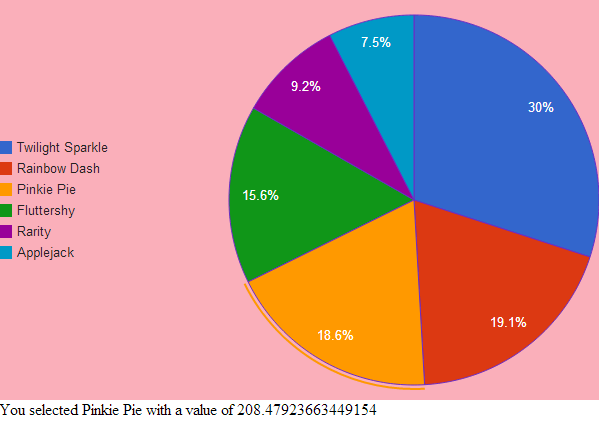 Twilight Sparkle
Rainbow Dash
Pinkie Pie
Fluttershy
Rarity
Applejack
30%
19.1%
18.6%
15.6%
9.2%
7.5%
You selected Pinkie Pie with a value of 208.47923663449154